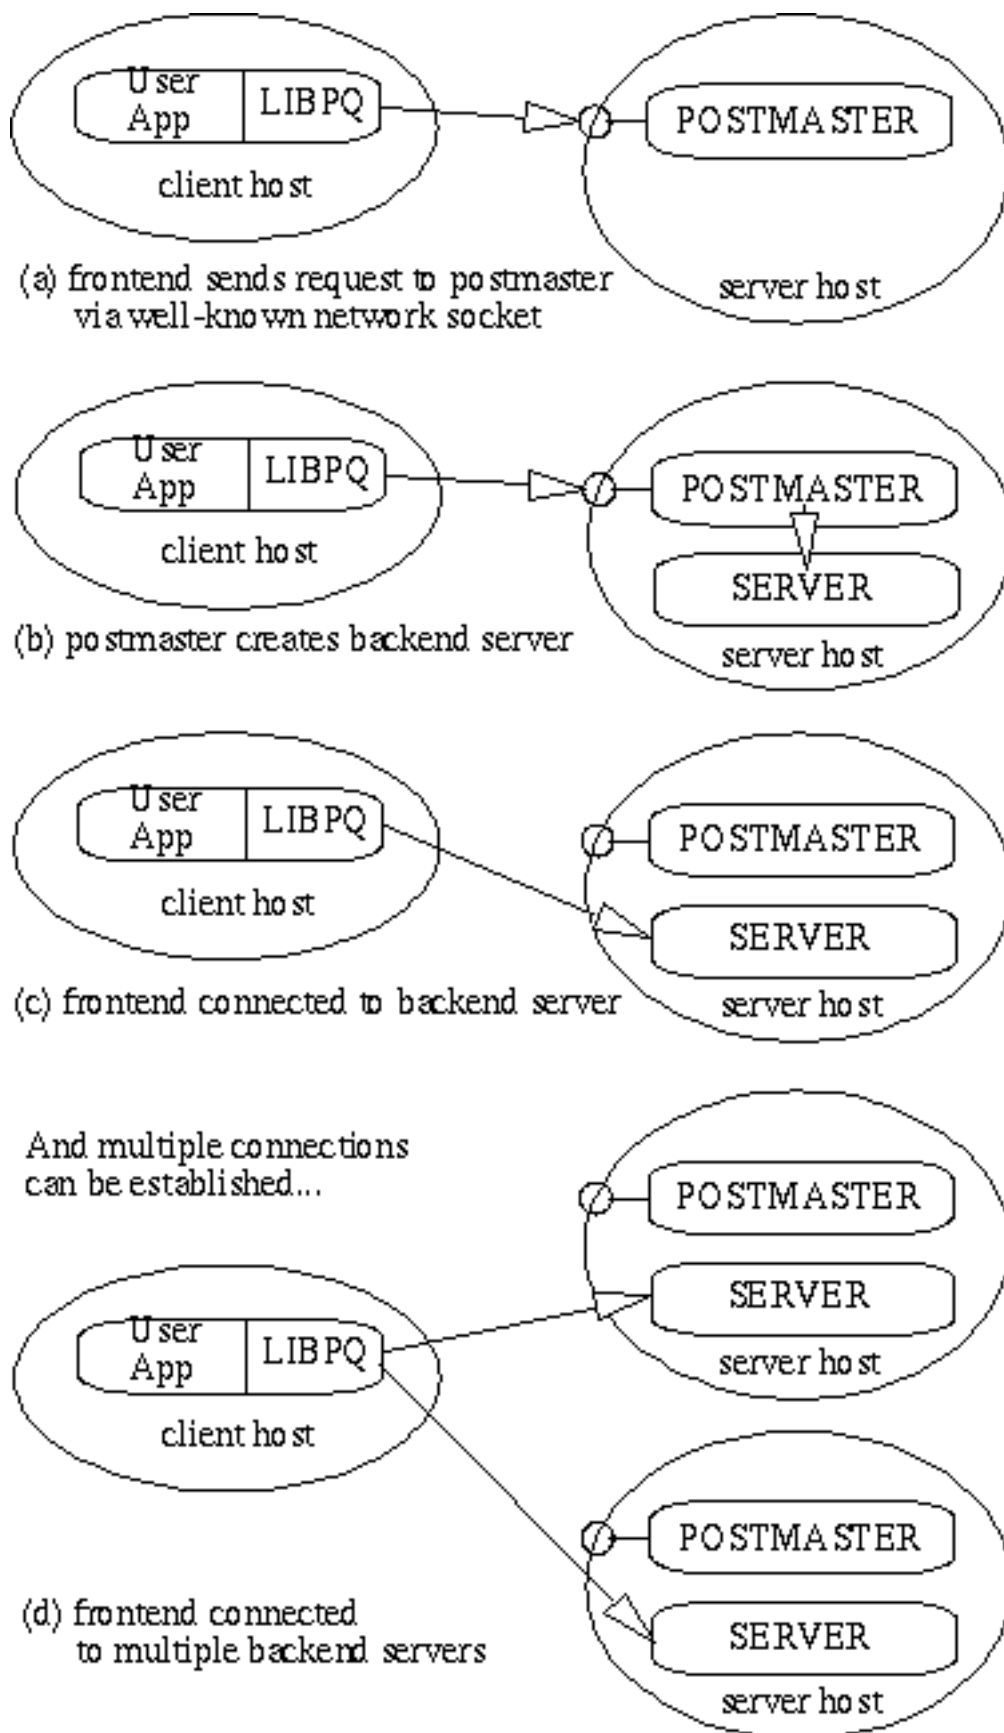 User
App
LIBPQ
POSTMASTER
client host
server host
(a) frontend sends request to postmaster
via well-known network socket
User
App
LIBPQ
POSTMASTER
SERVER
client host
server host
(b) postmaster creates backend server
User
App
LIBPQ
POSTMASTER
SERVER
client host
server host
(c) frontend connected to backend server
And multiple connections
can be established...
POSTMASTER
SERVER
server host
User
App
LIBPQ
client host
POSTMASTER
SERVER
server host
(d) frontend connected
to multiple backend servers